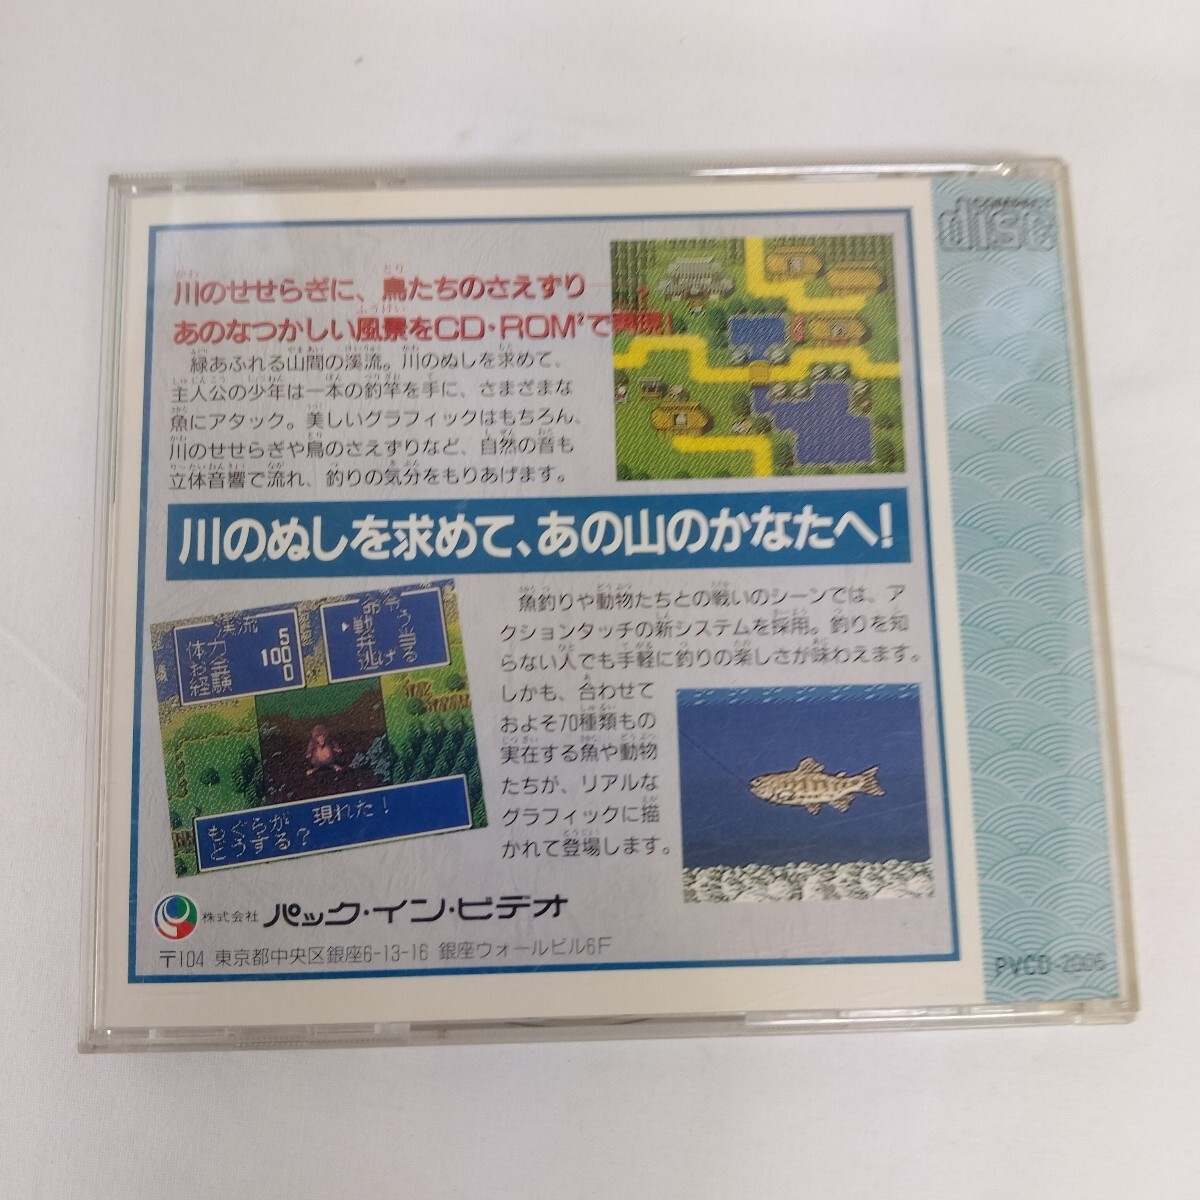 川のせせらぎに、鳥たちのさえずり
あのなつかしい風景をCD・ROM²で
緑あふれる山間の渓流。川のぬしを求めて、
主人公の少年は一本の釣竿を手に、さまざまな
魚にアタック。美しいグラフィックはもちろん、
川のせせらぎや鳥のさえずりなど、自然の音も
立体音響で流れ、釣りの気分をもりあげます。
川のぬしを求めて、あの山のかなたへ!
渓流
体力 500
お金 100
経験 0
戦う
逃げる
もぐらが 現れた!
どうする?
魚釣りや動物たちとの戦いのシーンでは、ア
クションタッチの新システムを採用。釣りを知
らない人でも手軽に釣りの楽しさが味わえます。
しかも、合わせて
およそ70種類もの
実在する魚や動物
たちが、リアルな
グラフィックに描
かれて登場します。
株式会社 パック・イン・ビデオ
〒104 東京都中央区銀座6-13-16 銀座ウォールビル6F
COMPACT
disc
PVCD-2006